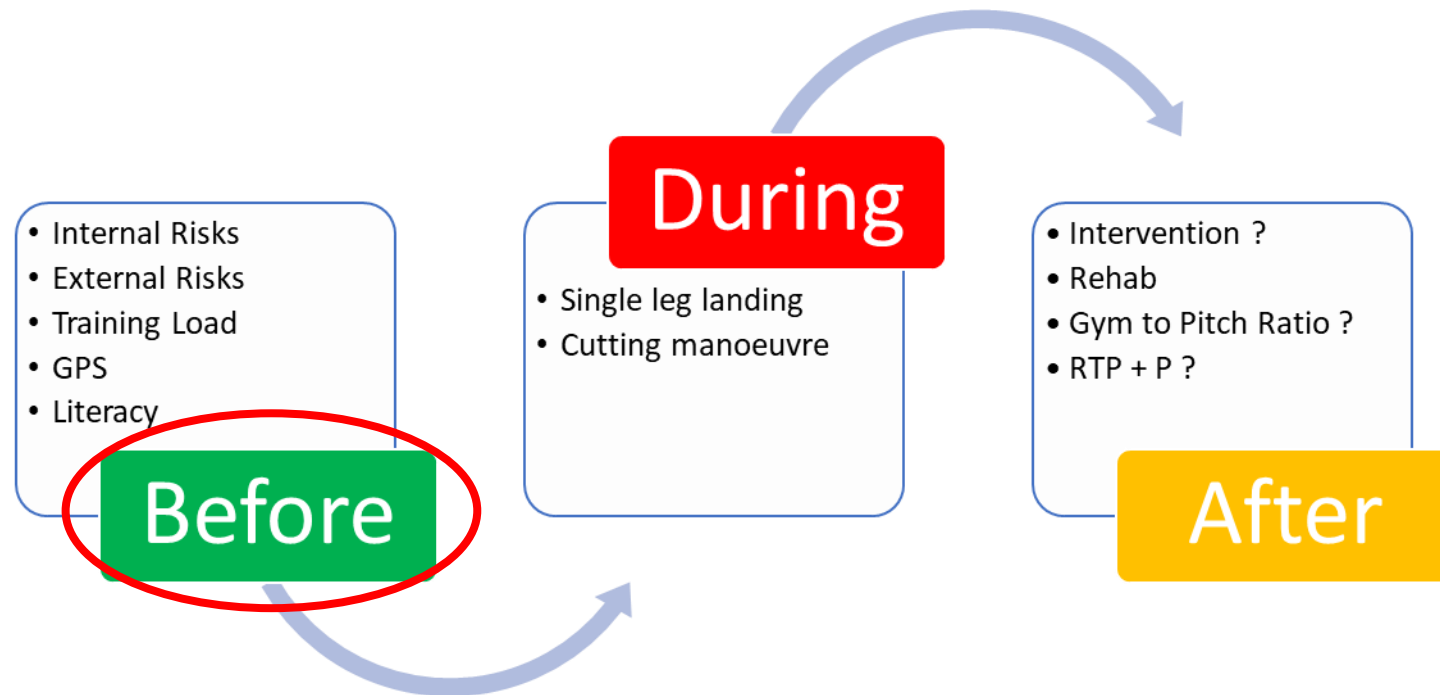 • Internal Risks
• External Risks
• Training Load
• GPS
• Literacy
Before
During
• Single leg landing
• Cutting manoeuvre
• Intervention ?
• Rehab
• Gym to Pitch Ratio ?
• RTP + P ?
After